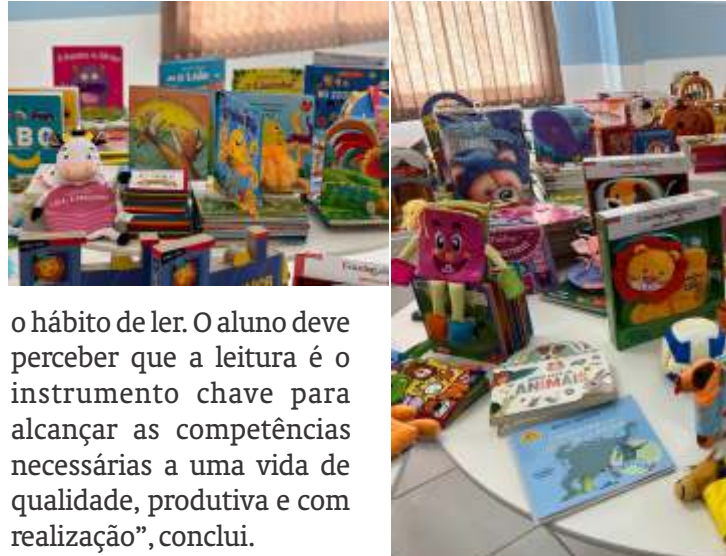 ABC
o hábito de ler. O aluno deve
perceber que a leitura é o
instrumento chave para
alcançar as competências
necessárias a uma vida de
qualidade, produtiva e com
realização”, conclui.
ANIMAIS